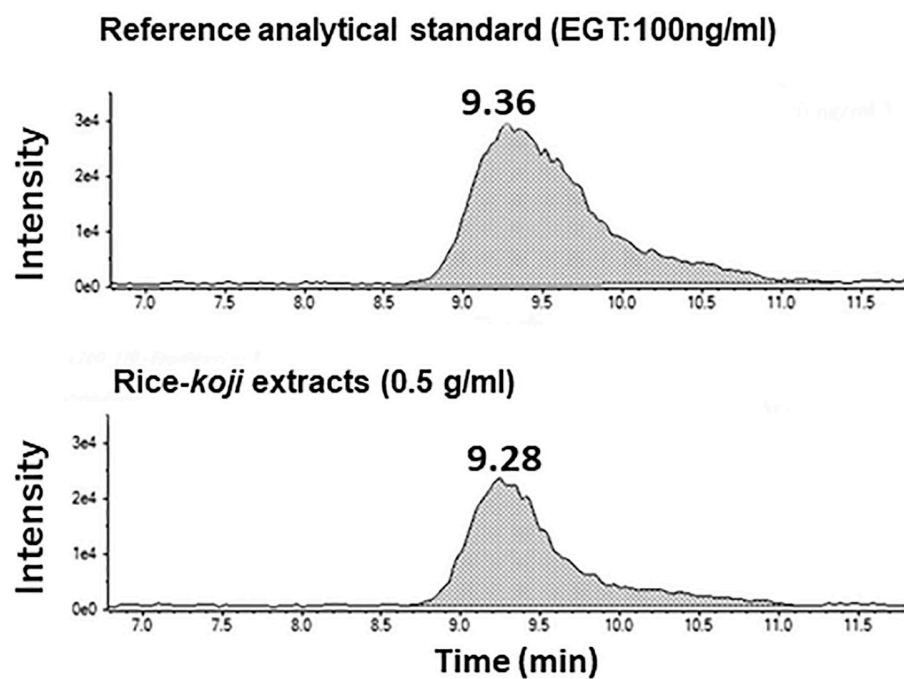 Reference analytical standard (EGT:100ng/ml)
9.36
Intensity
3e4
2e4
1e4
0e0
7.0 7.5 8.0 8.5 9.0 9.5 10.0 10.5 11.0 11.5
Rice-koji extracts (0.5 g/ml)
9.28
Intensity
3e4
2e4
1e4
0e0
7.0 7.5 8.0 8.5 9.0 9.5 10.0 10.5 11.0 11.5
Time (min)